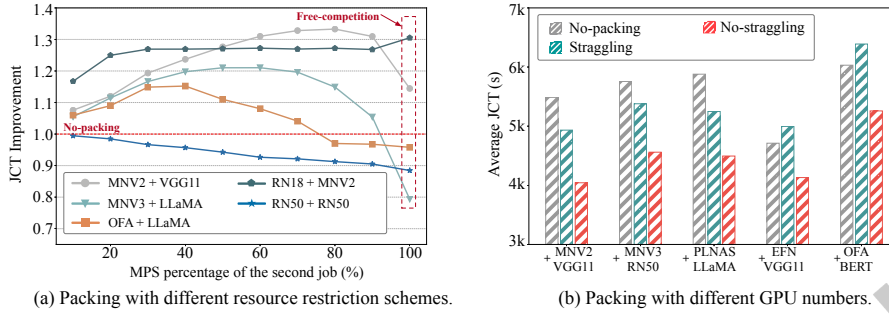 1.4
1.3
1.2
1.1
1.0
0.9
0.8
0.7
JCT Improvement
Free-competition
No-packing
MNV2 + VGG11
MNV3 + LLaMA
OFA + LLaMA
RN18 + MNV2
RN50 + RN50
20 40 60 80 100
MPS percentage of the second job (%)
(a) Packing with different resource restriction schemes.
7k
6k
5k
4k
3k
Average JCT (s)
No-packing
Straggling
No-straggling
+ MNV2 VGG11
+ MNV3 RN50
+ PLNAS LLaMA
+ EFN VGG11
+ OFA BERT
(b) Packing with different GPU numbers.